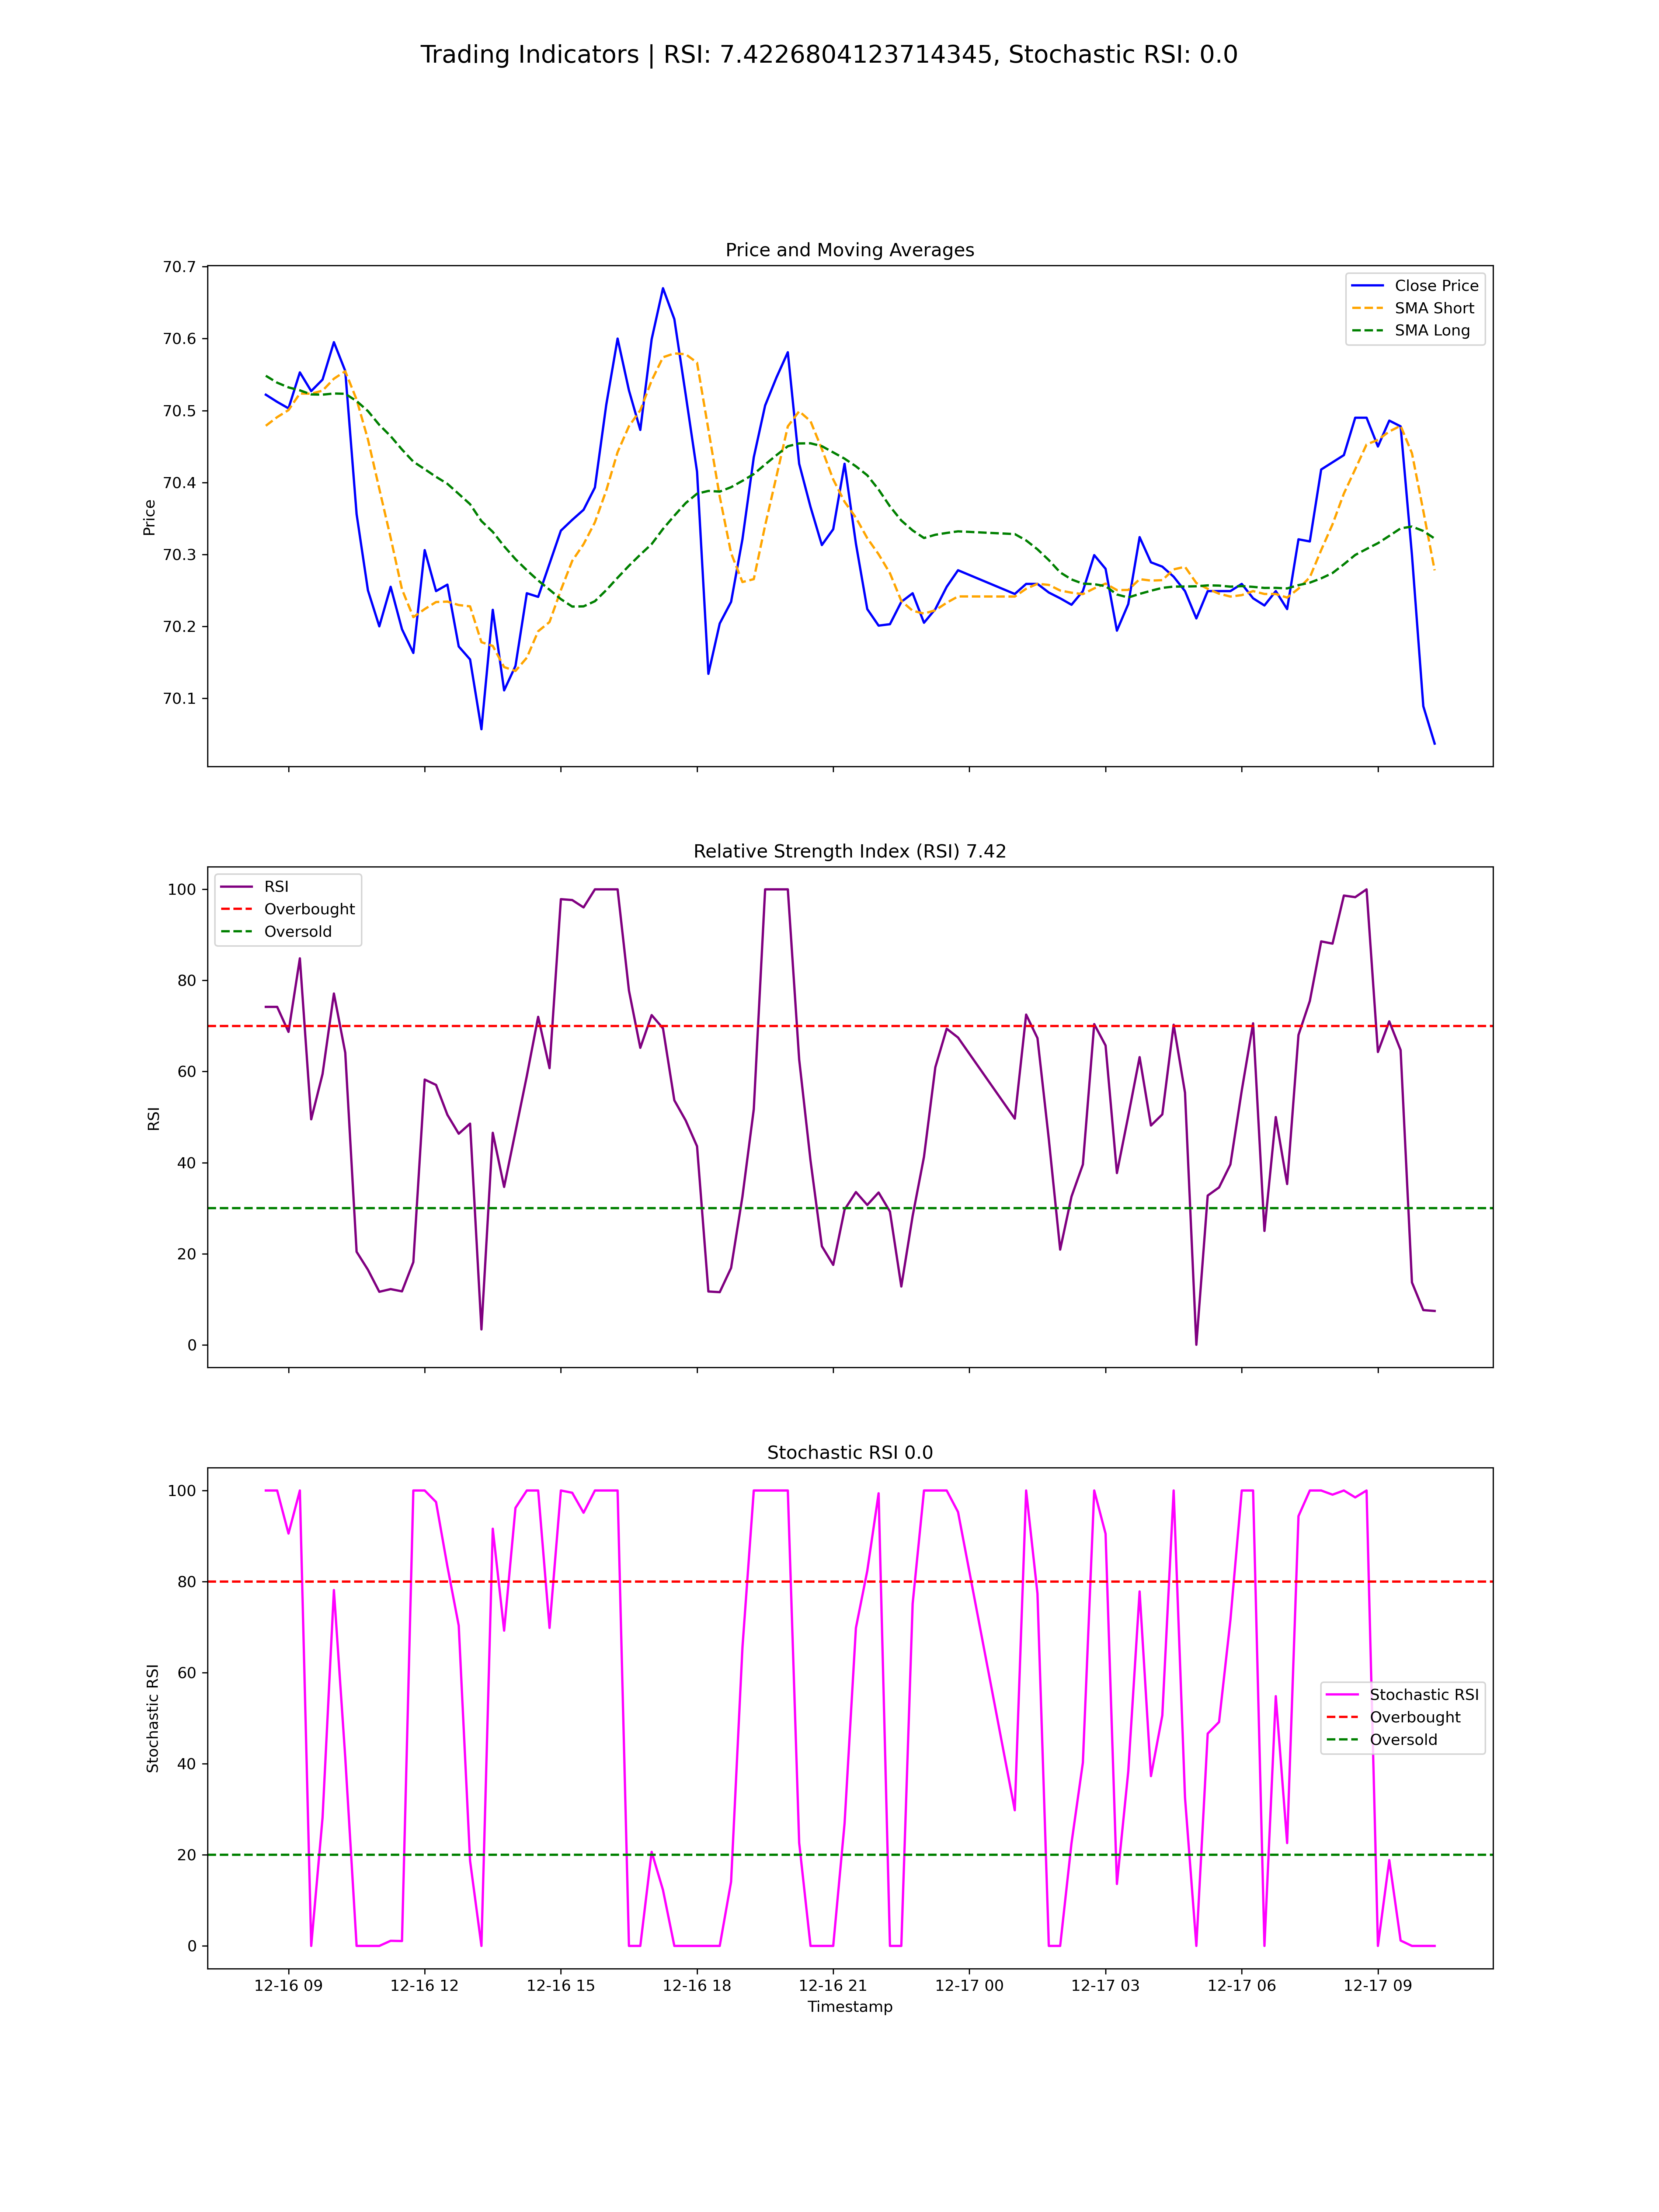 Trading Indicators | RSI: 7.4226804123714345, Stochastic RSI: 0.0
Price and Moving Averages
70.7
70.6
70.5
70.4
70.3
70.2
70.1
Price
Close Price
SMA Short
SMA Long
Relative Strength Index (RSI) 7.42
100
80
60
40
20
0
RSI
RSI
Overbought
Oversold
Stochastic RSI 0.0
100
80
60
40
20
0
Stochastic RSI
Stochastic RSI
Overbought
Oversold
12-16 09
12-16 12
12-16 15
12-16 18
12-16 21
12-17 00
12-17 03
12-17 06
12-17 09
Timestamp